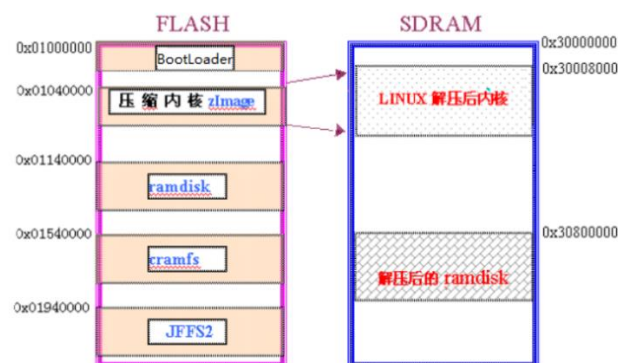 FLASH
SDRAM
0x01000000
BootLoader
0x30000000
0x30008000
0x01040000
压缩内核 zImage
LINUX 解压后内核
0x01140000
ramdisk
0x01540000
0x30800000
cramfs
解压后的 ramdisk
0x01940000
JFFS2